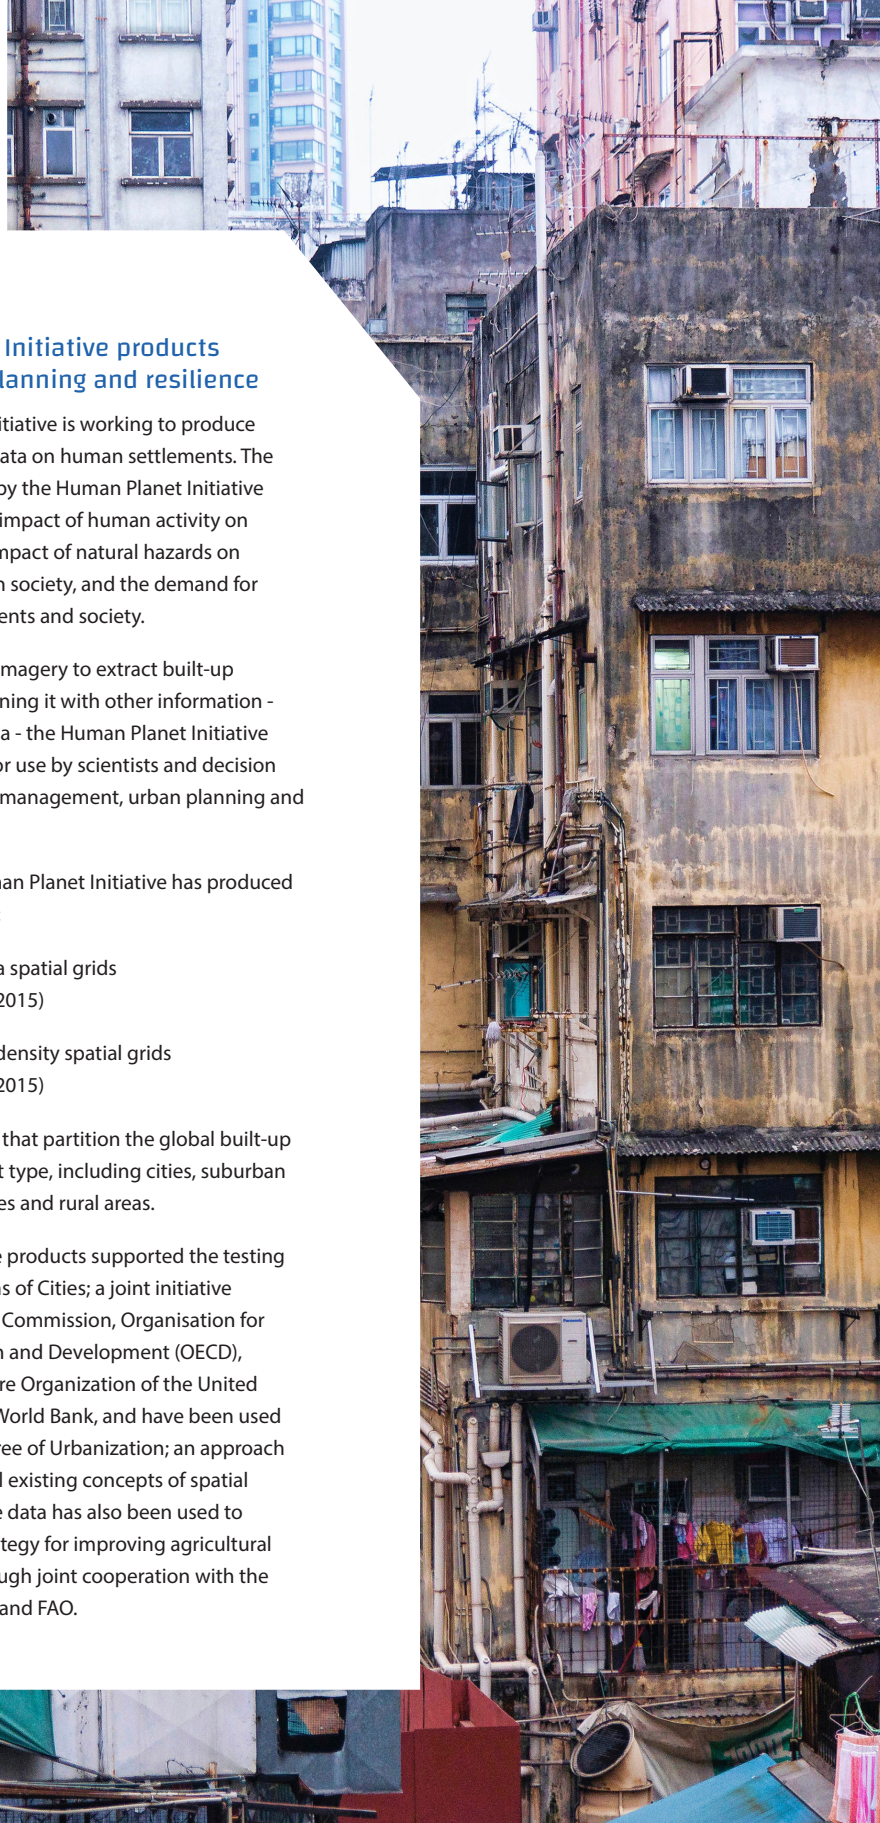 Initiative products
lanning and resilience
itiative is working to produce
ata on human settlements. The
by the Human Planet Initiative
impact of human activity on
mpact of natural hazards on
n society, and the demand for
ents and society.
magery to extract built-up
ning it with other information -
a - the Human Planet Initiative
or use by scientists and decision
management, urban planning and
an Planet Initiative has produced
:
a spatial grids
2015)
density spatial grids
2015)
that partition the global built-up
t type, including cities, suburban
es and rural areas.
e products supported the testing
ns of Cities; a joint initiative
Commission, Organisation for
n and Development (OECD),
re Organization of the United
World Bank, and have been used
ree of Urbanization; an approach
l existing concepts of spatial
e data has also been used to
tegy for improving agricultural
ugh joint cooperation with the
and FAO.
Panasonic